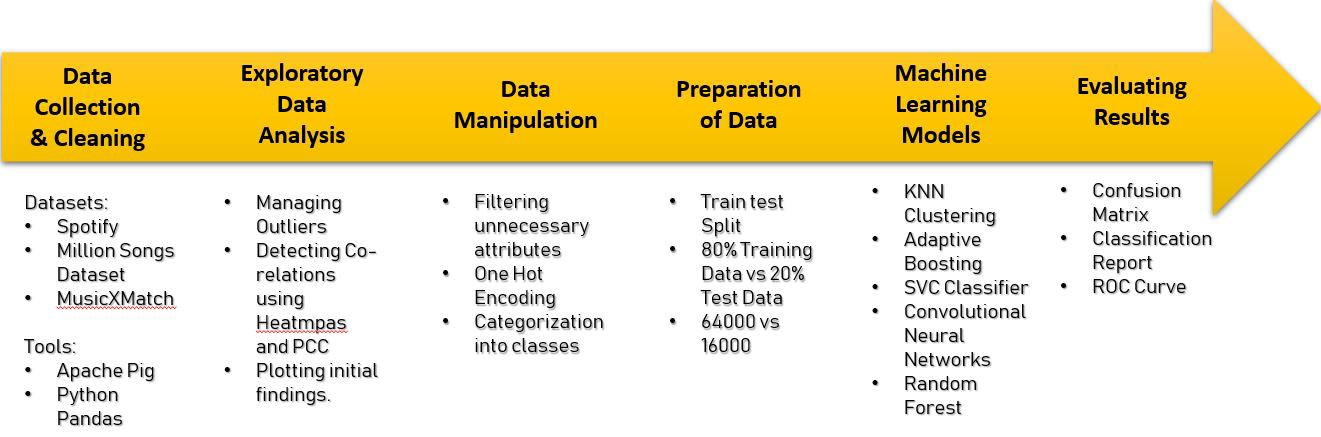 Data
Collection
& Cleaning
Exploratory
Data
Analysis
Data
Manipulation
Preparation
of Data
Machine
Learning
Models
Evaluating
Results
Datasets:
• Spotify
• Million Songs
Dataset
• MusicXMatch
Tools:
• Apache Pig
• Python
Pandas
• Managing
Outliers
• Detecting Co-
relations
using
Heatmpas
and PCC
• Plotting initial
findings.
• Filtering
unnecessary
attributes
• One Hot
Encoding
• Categorization
into classes
• Train test
Split
• 80% Training
Data vs 20%
Test Data
• 64000 vs
16000
• KNN
Clustering
• Adaptive
Boosting
• SVC Classifier
• Convolutional
Neural
Networks
• Random
Forest
• Confusion
Matrix
• Classification
Report
• ROC Curve